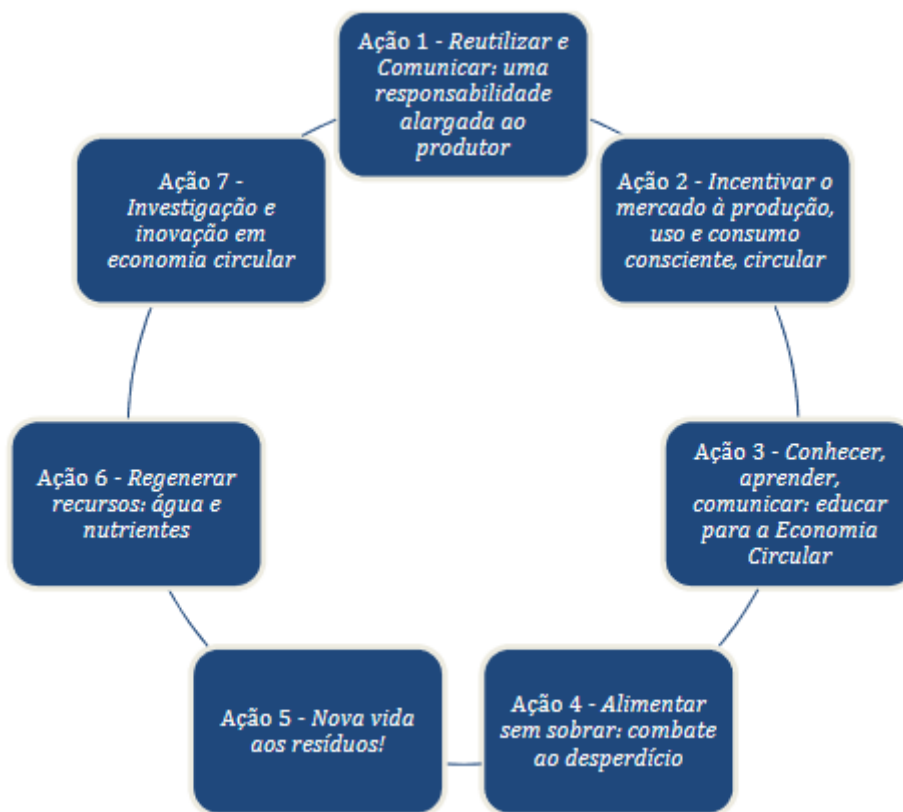 Ação 1 - Reutilizar e
Comunicar: uma
responsabilidade
alargada ao
produtor
Ação 2 - Incentivar o
mercado à produção,
uso e consumo
consciente, circular
Ação 3 - Conhecer,
aprender,
comunicar: educar
para a Economia
Circular
Ação 4 - Alimentar
sem sobrar: combate
ao desperdício
Ação 5 - Nova vida
aos resíduos!
Ação 6 - Regenerar
recursos: água e
nutrientes
Ação 7 -
Investigação e
inovação em
economia circular